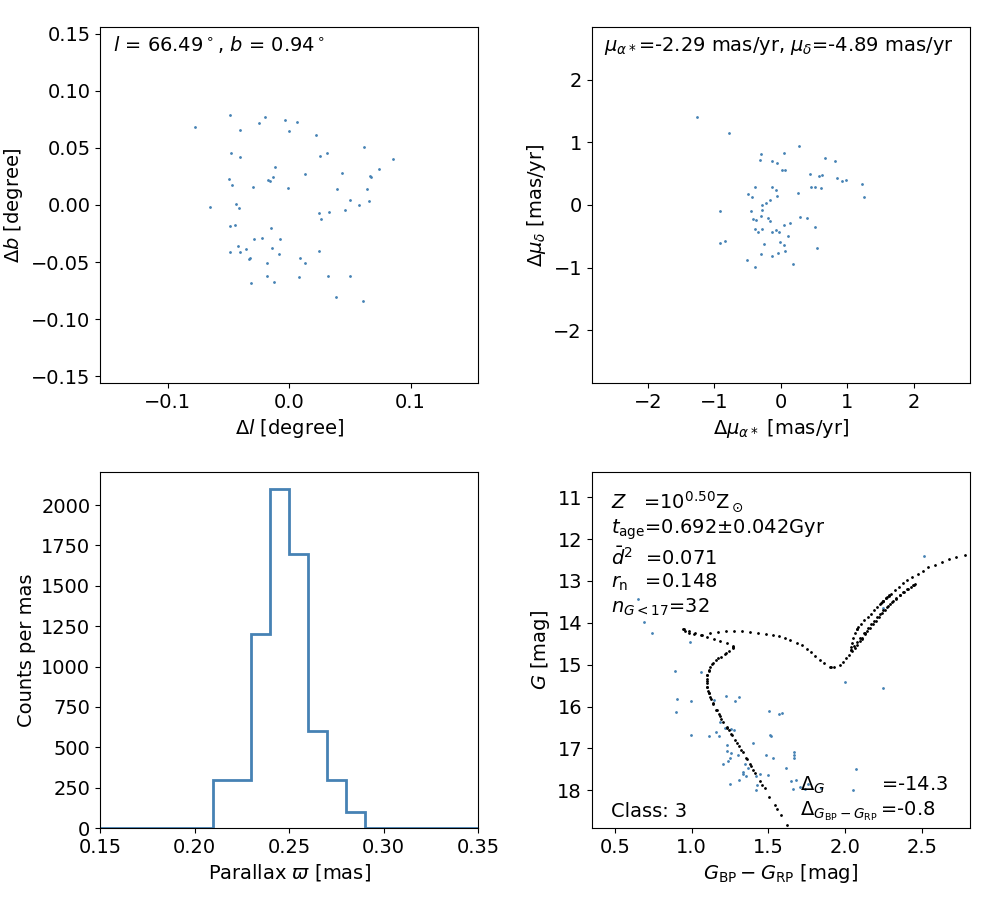 l = 66.49°, b = 0.94°
0.15
0.10
0.05
0.00
−0.05
−0.10
−0.15
Δb [degree]
−0.1
0.0
0.1
Δl [degree]
μα∗=-2.29 mas/yr, μδ=-4.89 mas/yr
2
1
0
−1
−2
Δμδ [mas/yr]
−2
−1
0
1
2
Δμα∗ [mas/yr]
2000
1750
1500
1250
1000
750
500
250
0
Counts per mas
0.15
0.20
0.25
0.30
0.35
Parallax ϖ [mas]
11
12
13
14
15
16
17
18
G [mag]
Z =10^0.50 Z⊙
tage=0.692±0.042Gyr
d̄² =0.071
rn =0.148
nG<17=32
ΔG =-14.3
ΔGBP−GRP=-0.8
Class: 3
0.5
1.0
1.5
2.0
2.5
GBP − GRP [mag]